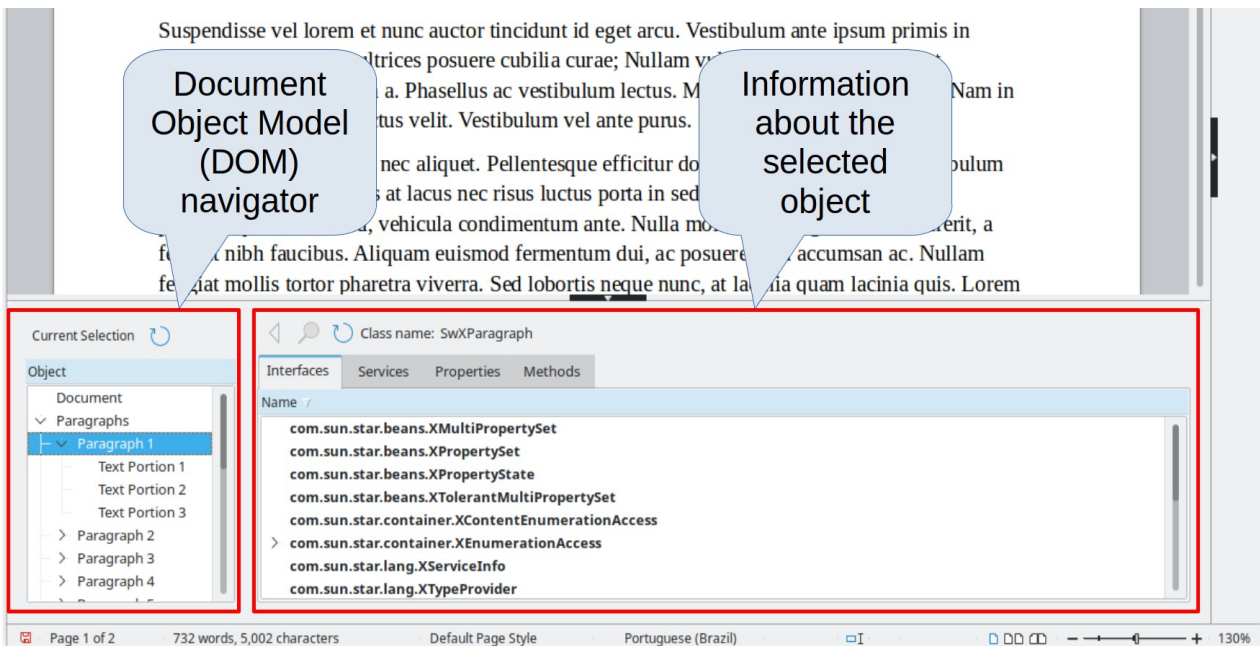 Suspendisse vel lorem et nunc auctor tincidunt id eget arcu. Vestibulum ante ipsum primis in
ultrices posuere cubilia curae; Nullam
a. Phasellus ac vestibulum lectus. Nam in
velit. Vestibulum vel ante purus.
nec aliquet. Pellentesque efficitur
at lacus nec risus luctus porta in
vehicula condimentum ante. Nulla a
nibh faucibus. Aliquam euismod fermentum dui, ac accumsan ac. Nullam
mollis tortor pharetra viverra. Sed lobortis neque nunc, at quam lacinia quis. Lorem
Document
Object Model
(DOM)
navigator
Information
about the
selected
object
Current Selection
Object
Document
Paragraphs
Paragraph 1
Text Portion 1
Text Portion 2
Text Portion 3
Paragraph 2
Paragraph 3
Paragraph 4
Class name: SwXParagraph
Interfaces Services Properties Methods
Name
com.sun.star.beans.XMultiPropertySet
com.sun.star.beans.XPropertySet
com.sun.star.beans.XPropertyState
com.sun.star.beans.XTolerantMultiPropertySet
com.sun.star.container.XContentEnumerationAccess
com.sun.star.container.XEnumerationAccess
com.sun.star.lang.XServiceInfo
com.sun.star.lang.XTypeProvider
Page 1 of 2 732 words, 5,002 characters Default Page Style Portuguese (Brazil) 130%